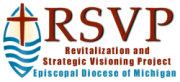 RSVP
Revitalization and
Strategic Visioning Project
Episcopal Diocese of Michigan